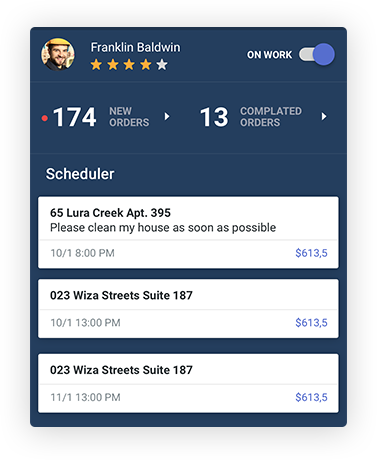 Franklin Baldwin
ON WORK
174 NEW ORDERS
13 COMPLATED ORDERS
Scheduler
65 Lura Creek Apt. 395
Please clean my house as soon as possible
10/1 8:00 PM $613,5
023 Wiza Streets Suite 187
10/1 13:00 PM $613,5
023 Wiza Streets Suite 187
11/1 13:00 PM $613,5